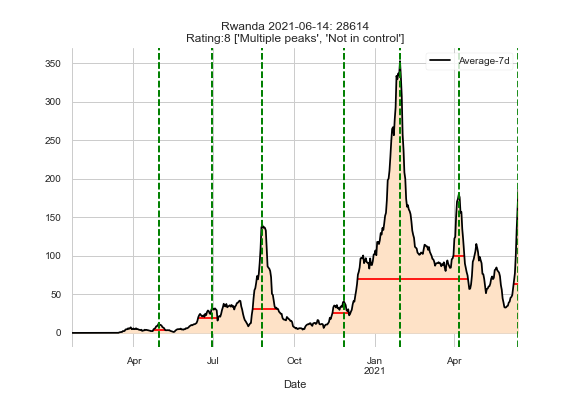 Rwanda 2021-06-14: 28614
Rating:8 ['Multiple peaks', 'Not in control']
Average-7d
350
300
250
200
150
100
50
0
Apr
Jul
Oct
Jan
2021
Apr
Date